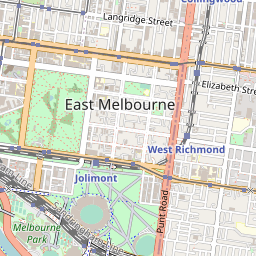 Collingwood
Langridge Street
Elizabeth Stre
East Melbourne
West Richmond
Jolimont
Punt Road
Melbourne
Park